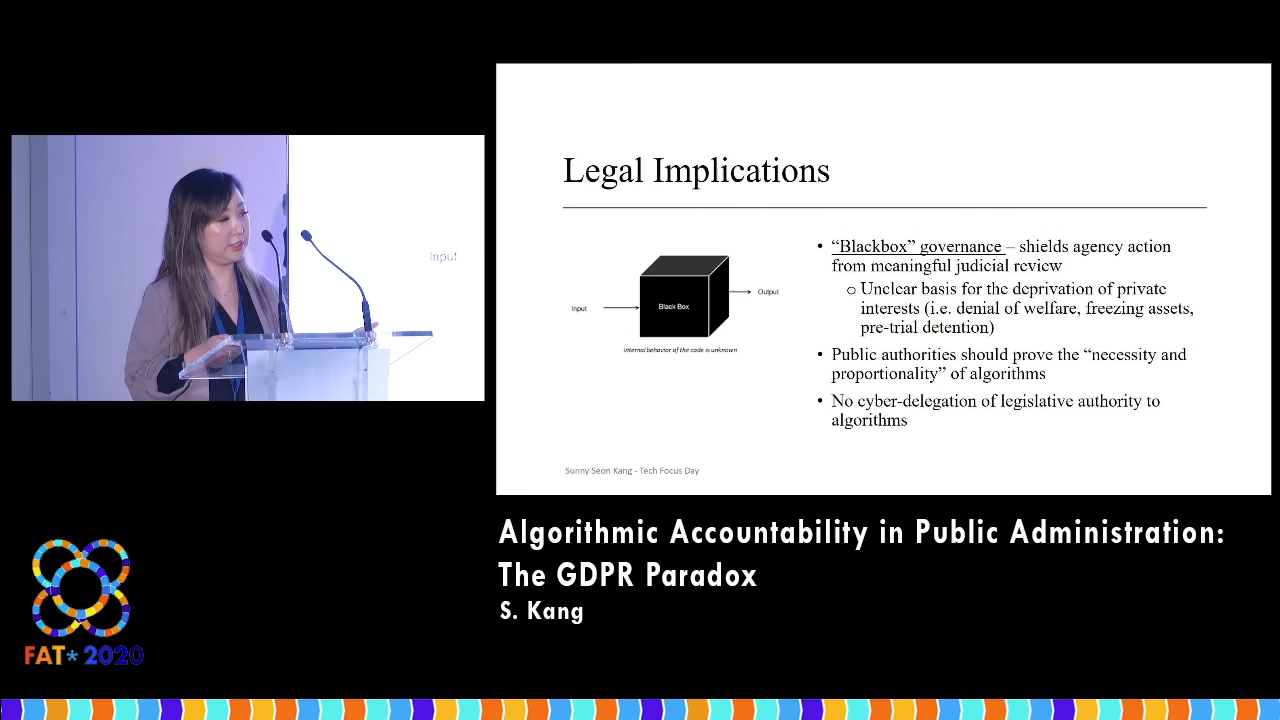 Input
Legal Implications
• “Blackbox” governance – shields agency action
from meaningful judicial review
o Unclear basis for the deprivation of private
interests (i.e. denial of welfare, freezing assets,
pre-trial detention)
• Public authorities should prove the “necessity and
proportionality” of algorithms
• No cyber-delegation of legislative authority to
algorithms
Input
Black Box
Output
Internal behavior of the code is unknown
Sunny Seon Kang - Tech Focus Day
Algorithmic Accountability in Public Administration:
The GDPR Paradox
S. Kang
FAT* 2020